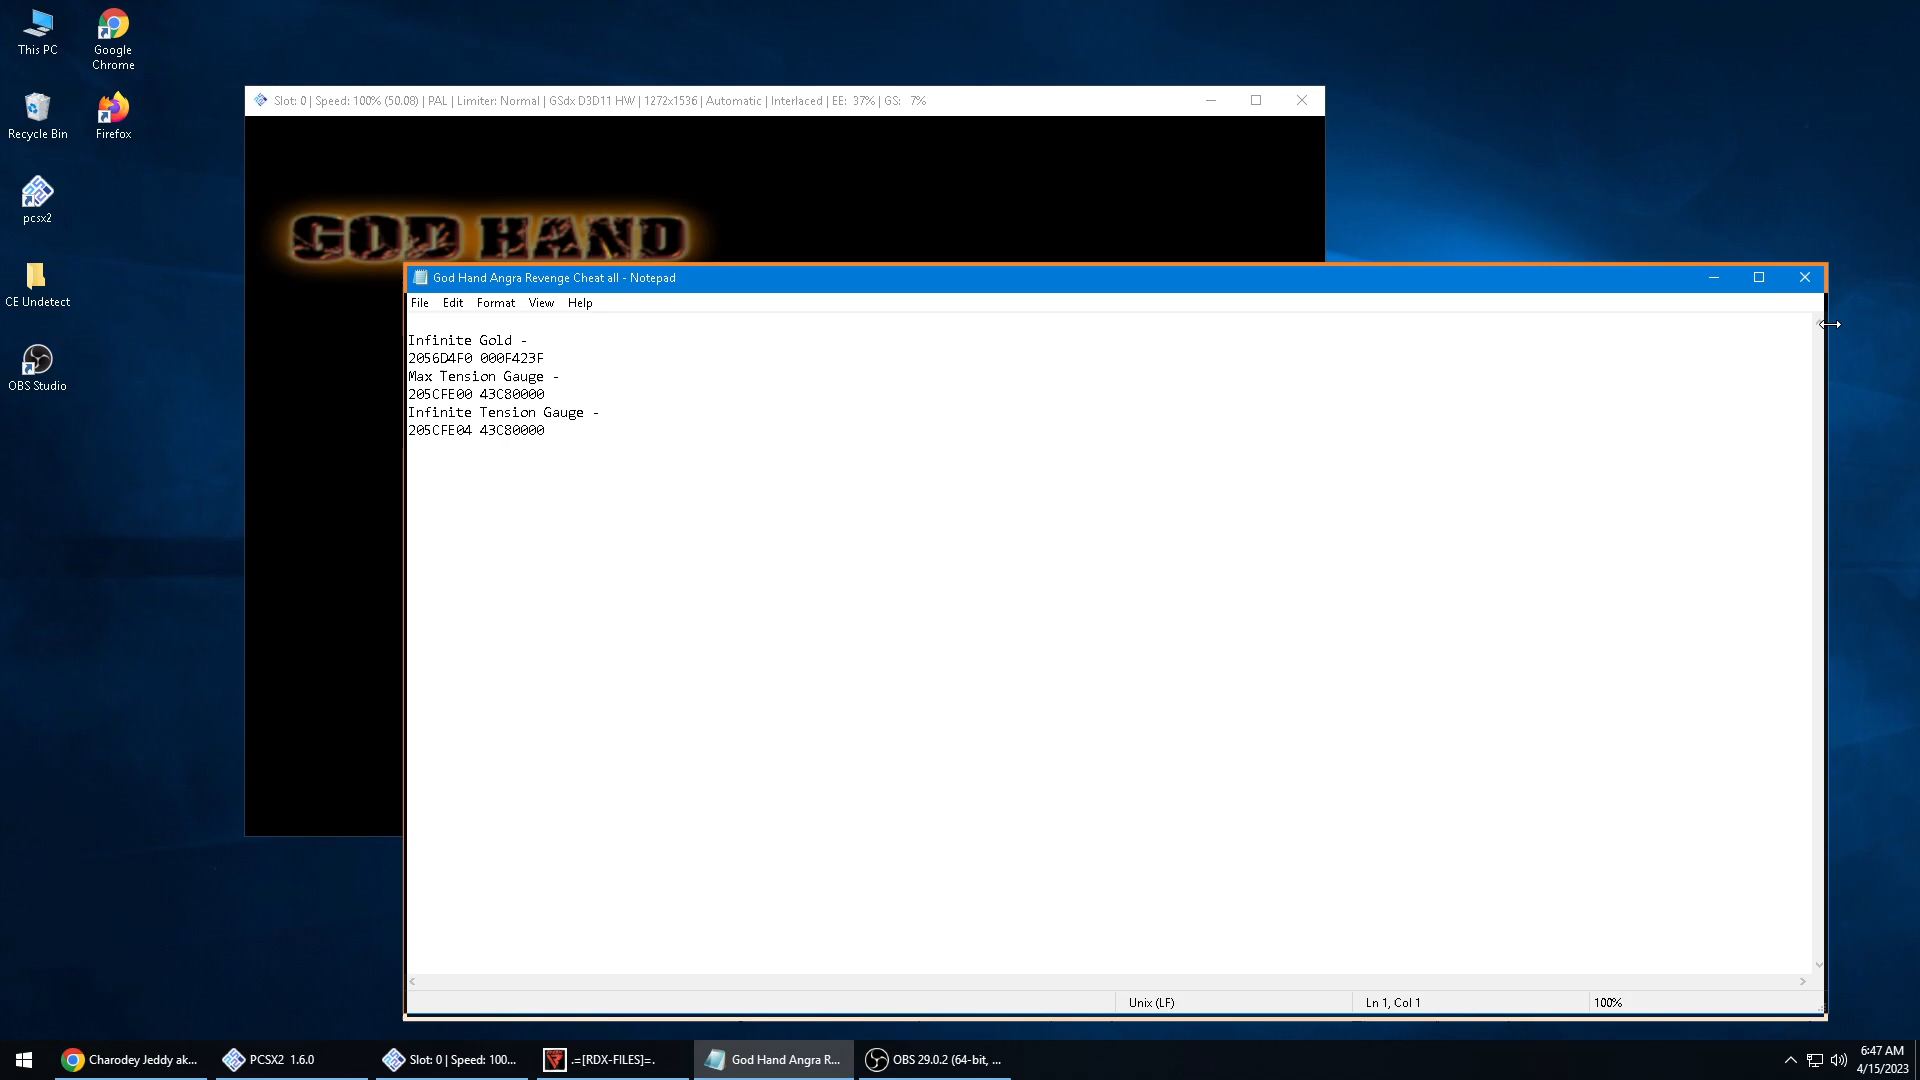 This PC
Google Chrome
Recycle Bin
Firefox
pcsx2
CE Undetect
OBS Studio
Slot: 0 | Speed: 100% (50.08) | PAL | Limiter: Normal | GSdx D3D11 HW | 1272x1536 | Automatic | Interlaced | EE: 37% | GS: 7%
GOD HAND
God Hand Angra Revenge Cheat all - Notepad
File Edit Format View Help
Infinite Gold -
2056D4F0 000F423F
Max Tension Gauge -
205CFE00 43C80000
Infinite Tension Gauge -
205CFE04 43C80000
Unix (LF)
Ln 1, Col 1
100%
Charodey Jeddy ak...
PCSX2 1.6.0
Slot: 0 | Speed: 100...
.=[RDX-FILES]=.
God Hand Angra R...
OBS 29.0.2 (64-bit, ...
6:47 AM
4/15/2023